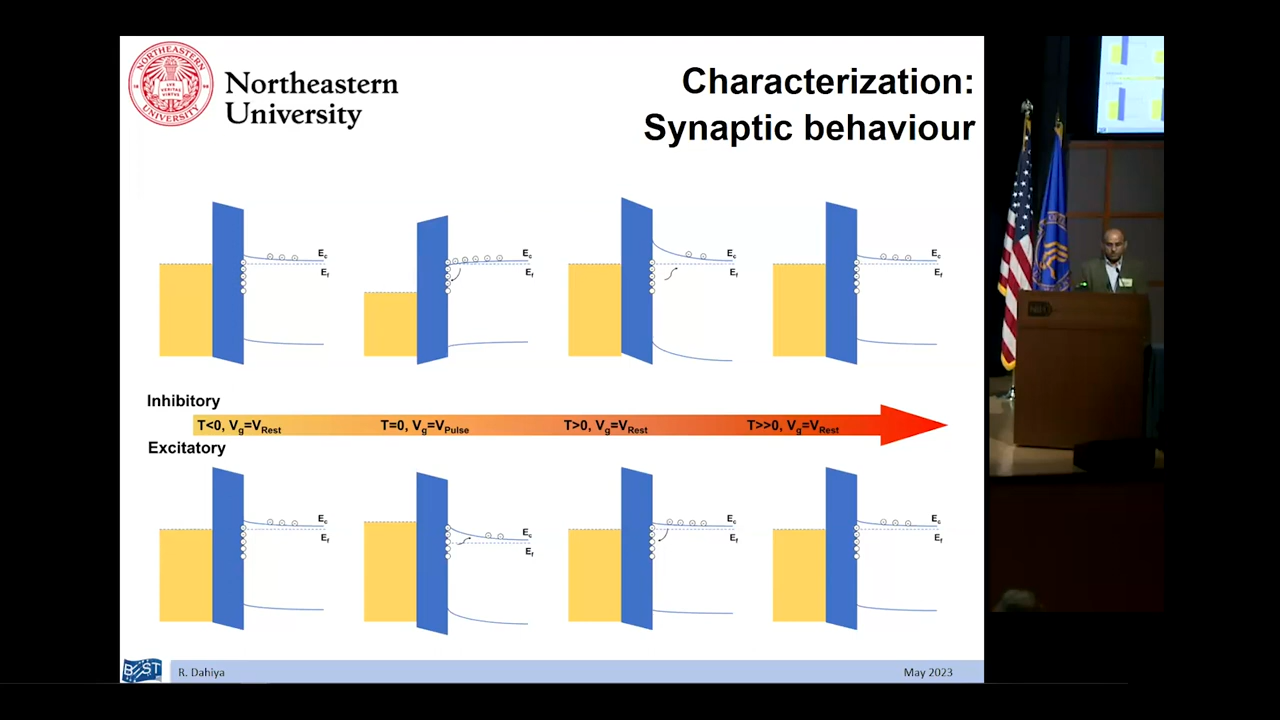 Northeastern
University
Characterization:
Synaptic behaviour
Ec
Ef
Ec
Ef
Ec
Ef
Ec
Ef
Inhibitory
T<0, Vg=VRest
T=0, Vg=VPulse
T>0, Vg=VRest
T>>0, Vg=VRest
Excitatory
Ec
Ef
Ec
Ef
Ec
Ef
Ec
Ef
BEST
R. Dahiya
May 2023